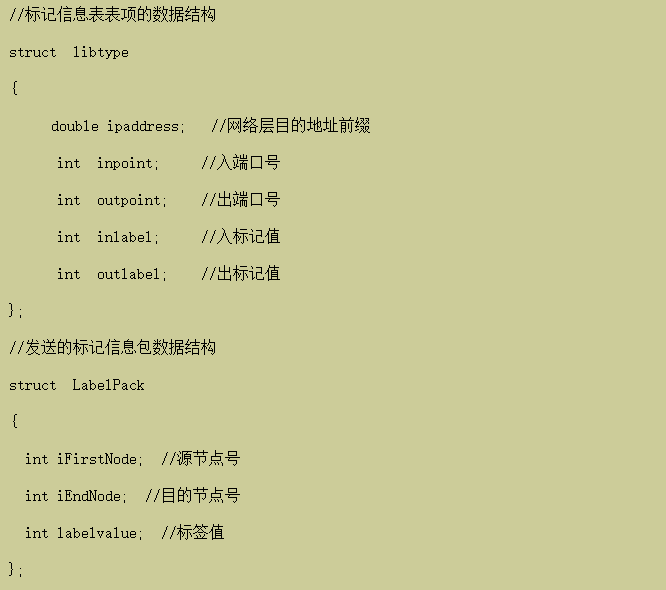 //标记信息表表项的数据结构
struct  libtype
{
     double ipaddress;   //网络层目的地址前缀
      int  inpoint;     //入端口号
      int  outpoint;    //出端口号
      int  inlabel;     //入标记值
      int  outlabel;    //出标记值
};
//发送的标记信息包数据结构
struct  LabelPack
{
  int iFirstNode;  //源节点号
  int iEndNode;  //目的节点号
  int labelvalue;  //标签值
};